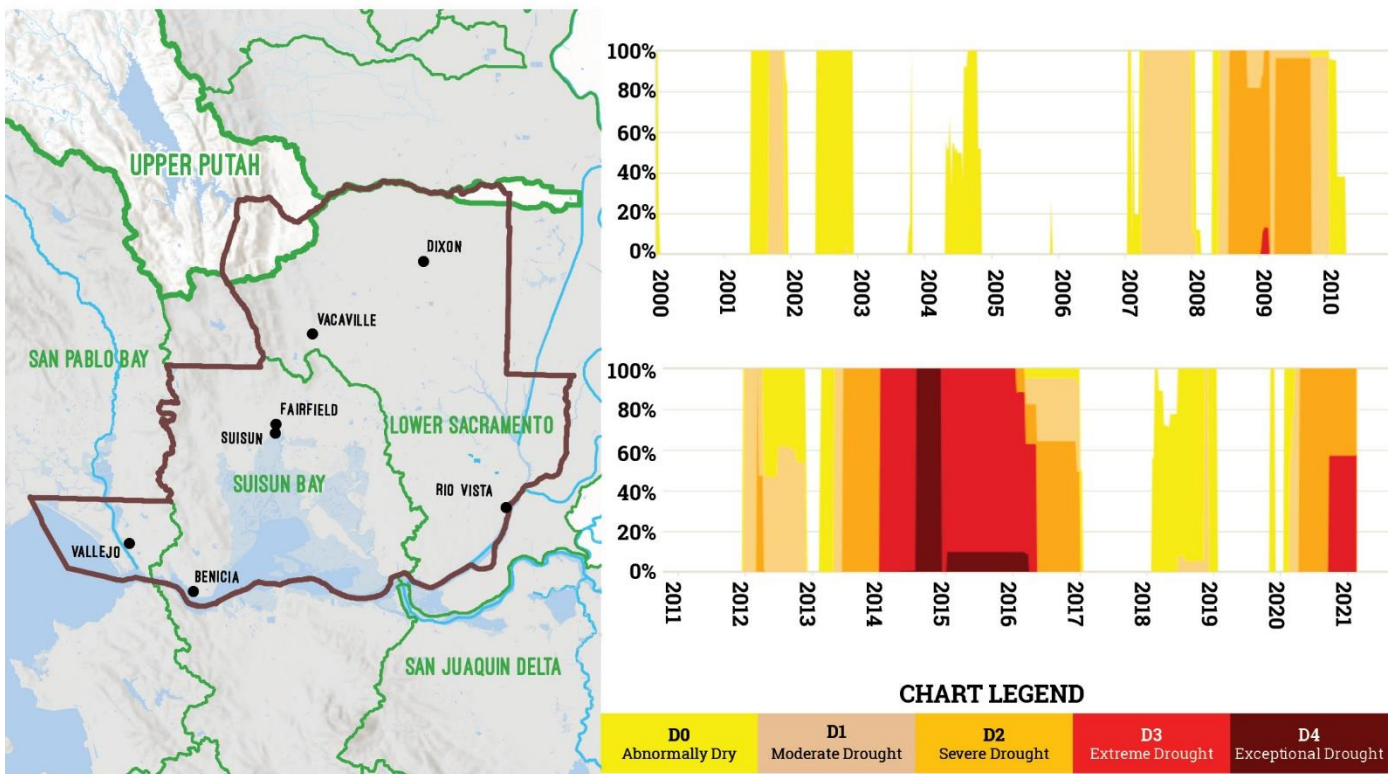 UPPER PUTAH
DIXON
VACAVILLE
SAN PABLO BAY
FAIRFIELD
SUISUN
LOWER SACRAMENTO
SUISUN BAY
RIO VISTA
VALLEJO
BENICIA
SAN JUAQUIN DELTA
100%
80%
60%
40%
20%
0%
2000
2001
2002
2003
2004
2005
2006
2007
2008
2009
2010
100%
80%
60%
40%
20%
0%
2011
2012
2013
2014
2015
2016
2017
2018
2019
2020
2021
CHART LEGEND
D0
Abnormally Dry
D1
Moderate Drought
D2
Severe Drought
D3
Extreme Drought
D4
Exceptional Drought